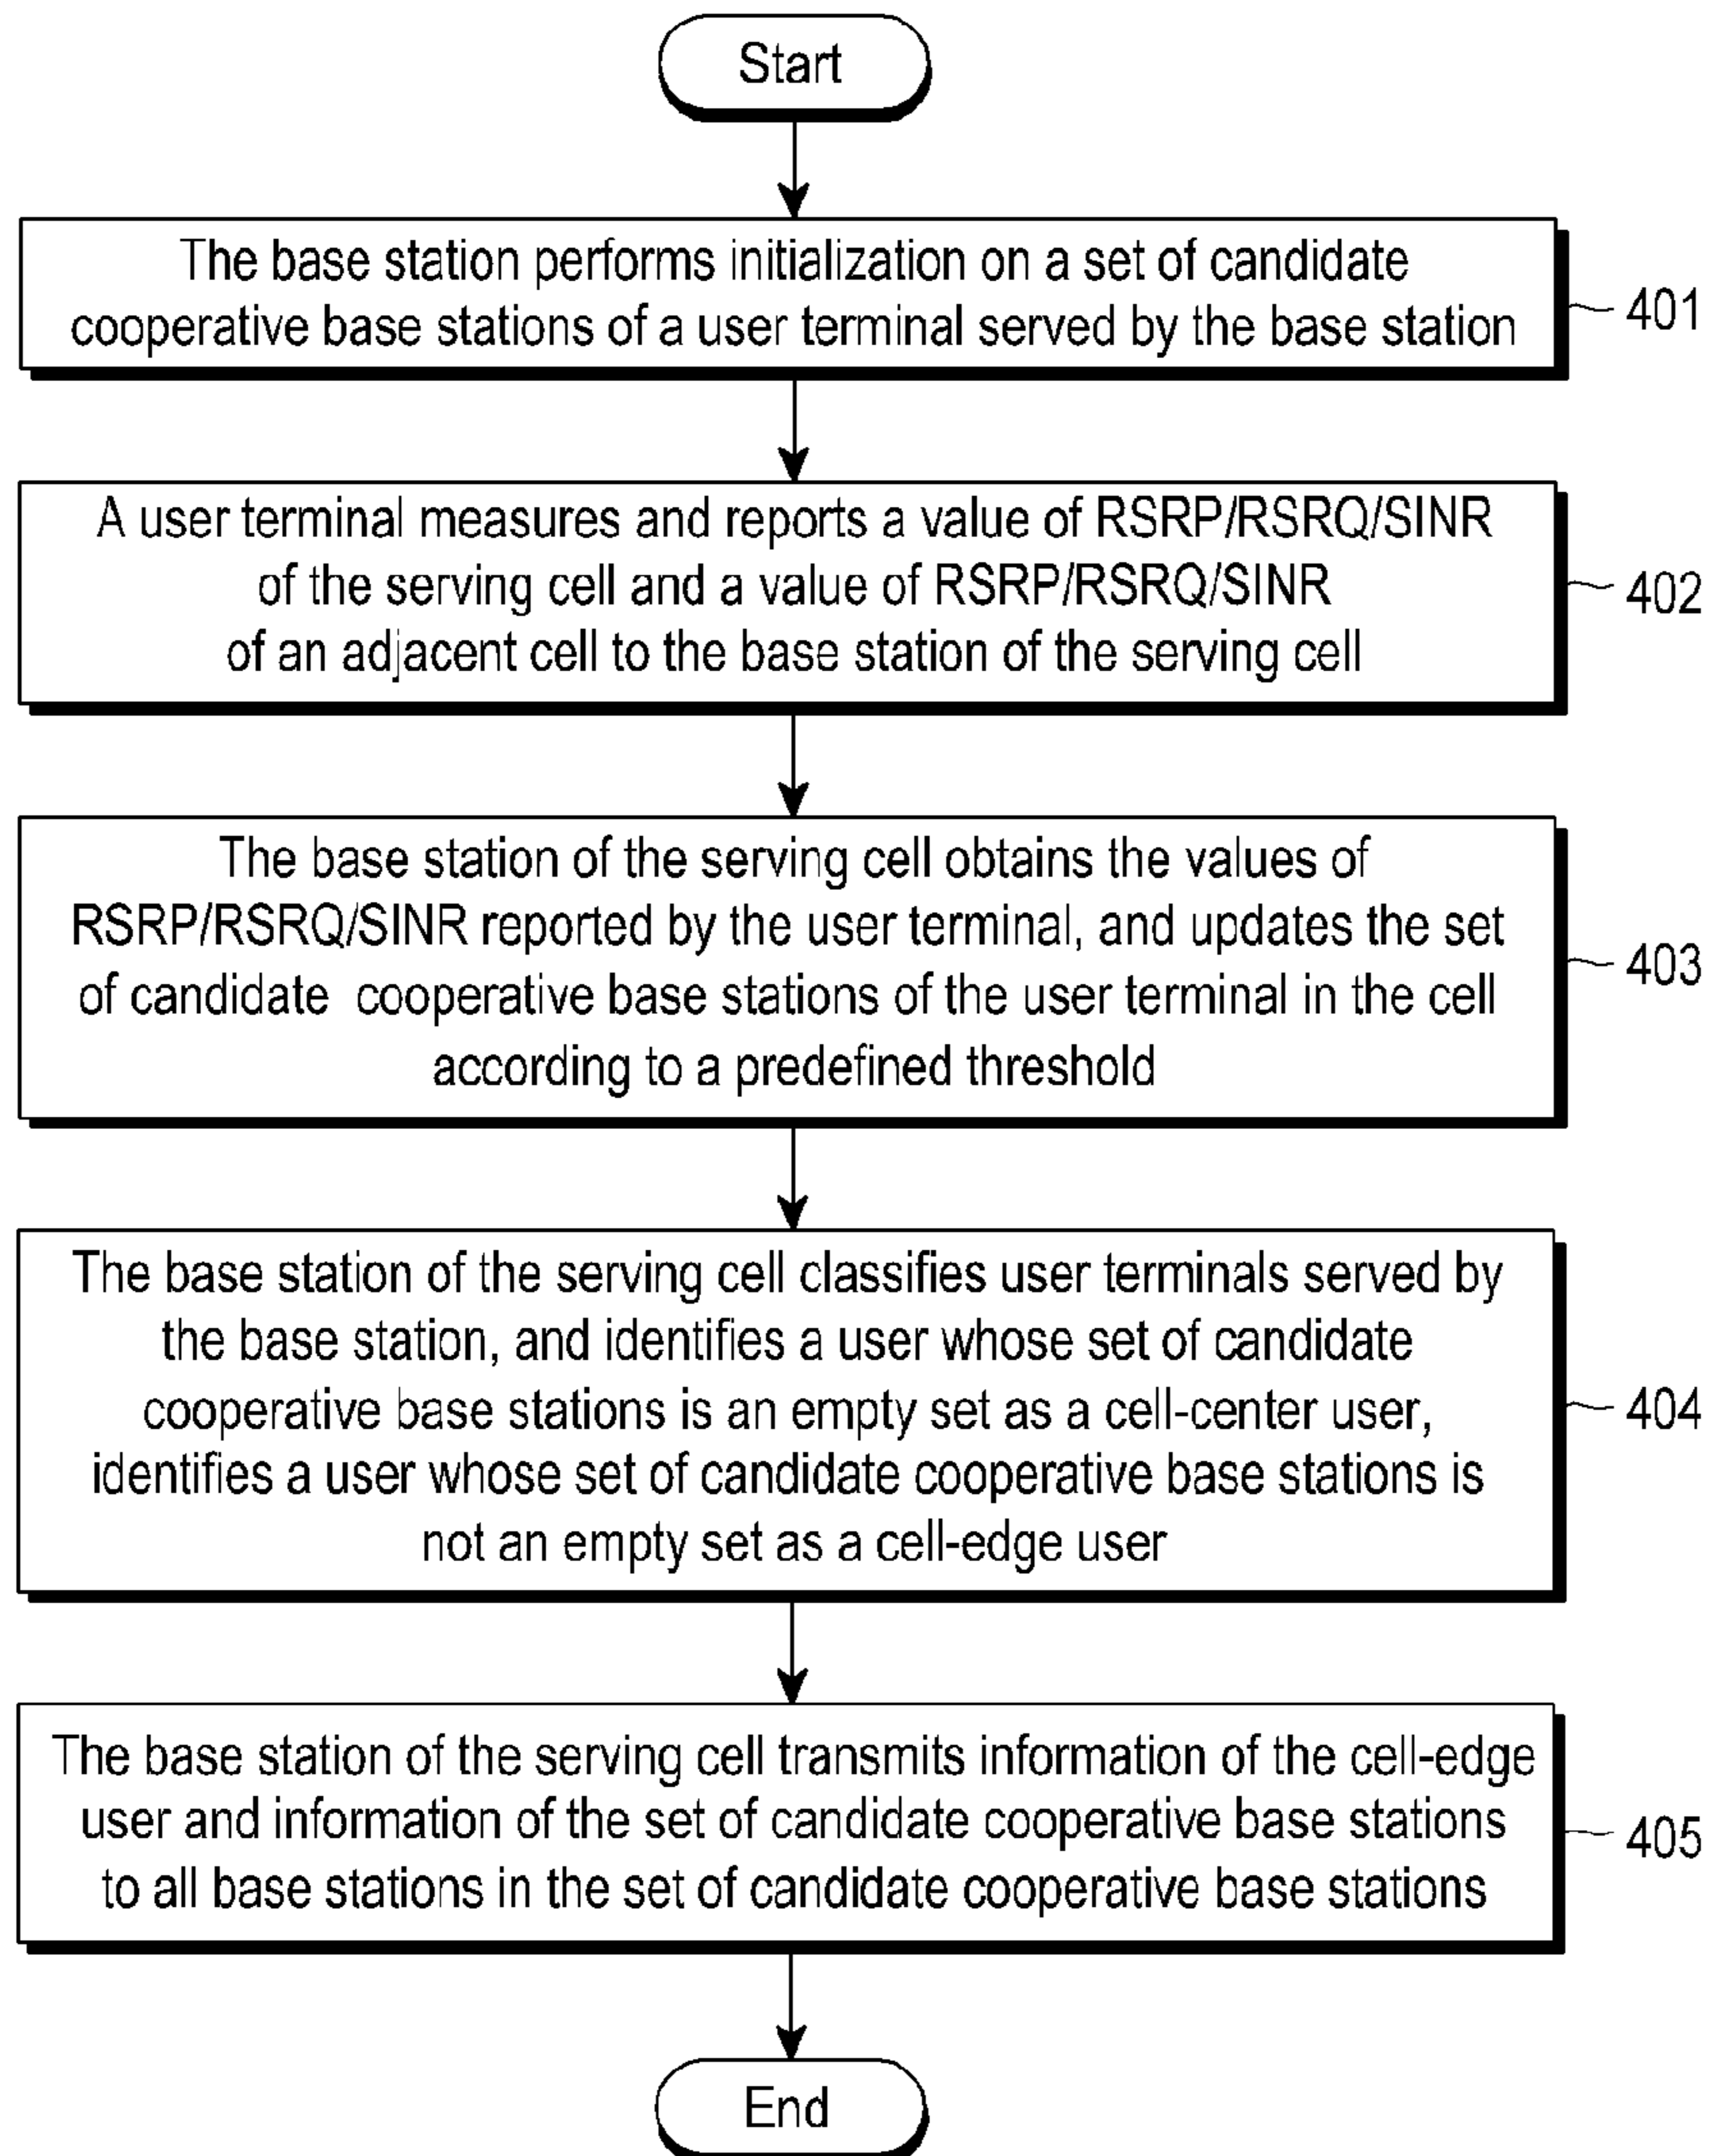 Start
The base station performs initialization on a set of candidate
cooperative base stations of a user terminal served by the base station
401
A user terminal measures and reports a value of RSRP/RSRQ/SINR
of the serving cell and a value of RSRP/RSRQ/SINR
of an adjacent cell to the base station of the serving cell
402
The base station of the serving cell obtains the values of
RSRP/RSRQ/SINR reported by the user terminal, and updates the set
of candidate cooperative base stations of the user terminal in the cell
according to a predefined threshold
403
The base station of the serving cell classifies user terminals served by
the base station, and identifies a user whose set of candidate
cooperative base stations is an empty set as a cell-center user,
identifies a user whose set of candidate cooperative base stations is
not an empty set as a cell-edge user
404
The base station of the serving cell transmits information of the cell-edge
user and information of the set of candidate cooperative base stations
to all base stations in the set of candidate cooperative base stations
405
End